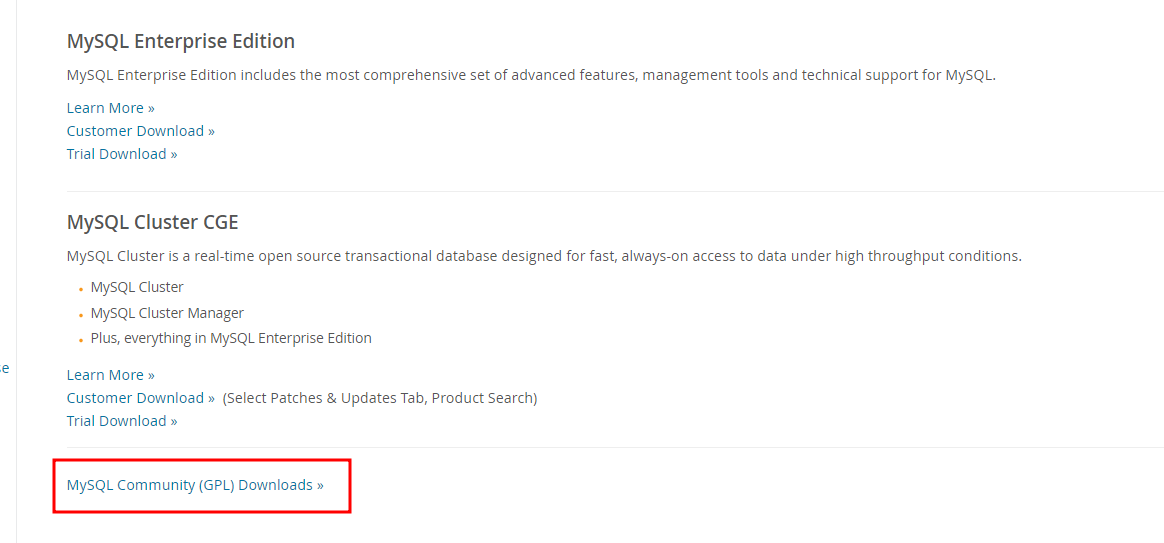 MySQL Enterprise Edition
MySQL Enterprise Edition includes the most comprehensive set of advanced features, management tools and technical support for MySQL.
Learn More »
Customer Download »
Trial Download »
MySQL Cluster CGE
MySQL Cluster is a real-time open source transactional database designed for fast, always-on access to data under high throughput conditions.
MySQL Cluster
MySQL Cluster Manager
Plus, everything in MySQL Enterprise Edition
Learn More »
Customer Download » (Select Patches & Updates Tab, Product Search)
Trial Download »
MySQL Community (GPL) Downloads »